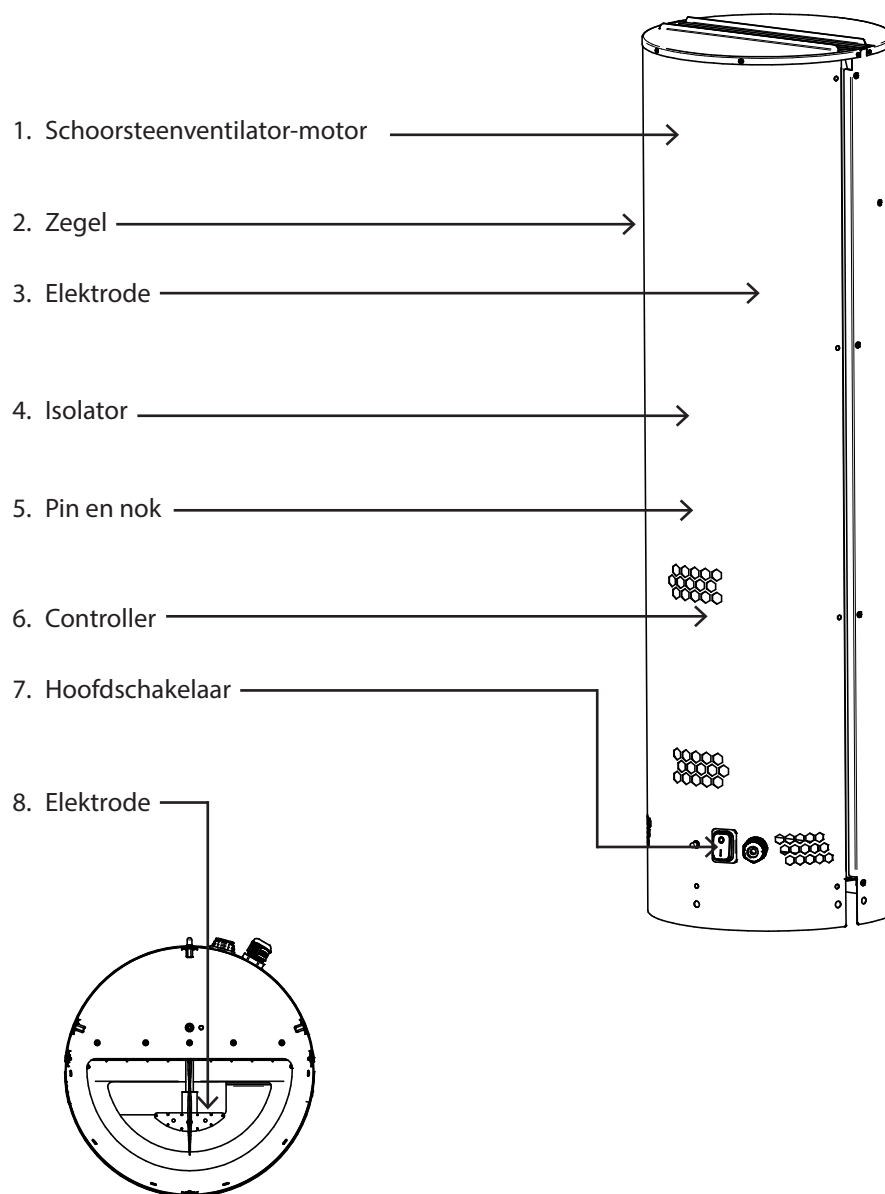 1. Schoorsteenventilator-motor
2. Zegel
3. Elektrode
4. Isolator
5. Pin en nok
6. Controller
7. Hoofdschakelaar
8. Elektrode